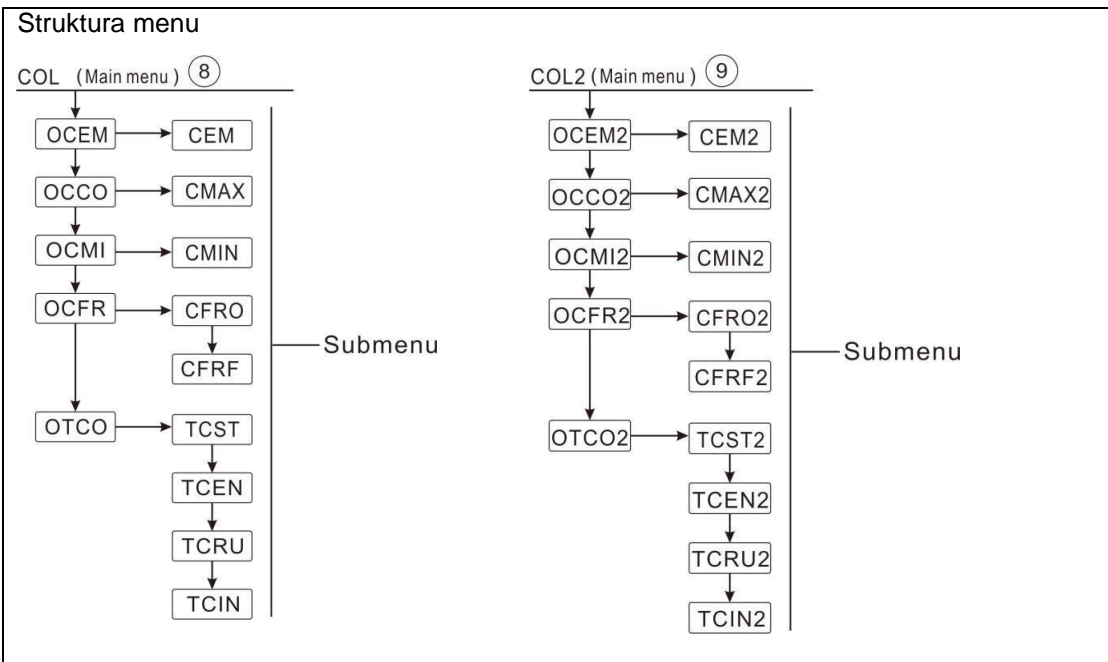 Struktura menu
COL (Main menu) 8
OCEM CEM
OCCO CMAX
OCMI CMIN
OCFR CFRO
CFRF
OTCO TCST
TCEN
TCRU
TCIN
Submenu
COL2 (Main menu) 9
OCEM2 CEM2
OCCO2 CMAX2
OCMI2 CMIN2
OCFR2 CFRO2
CFRF2
OTCO2 TCST2
TCEN2
TCRU2
TCIN2
Submenu